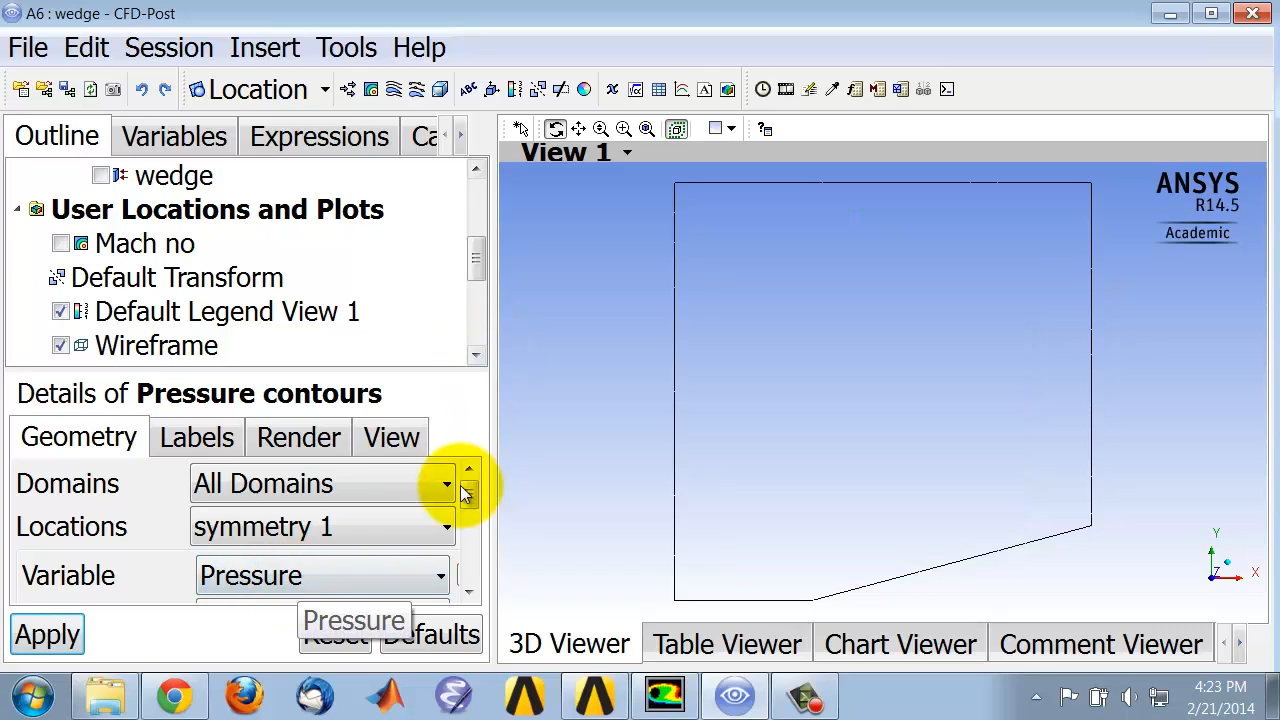 A6 : wedge - CFD-Post
File Edit Session Insert Tools Help
Location
Outline Variables Expressions Ca
View 1
wedge
User Locations and Plots
Mach no
Default Transform
Default Legend View 1
Wireframe
ANSYS
R14.5
Academic
Details of Pressure contours
Geometry Labels Render View
Domains All Domains
Locations symmetry 1
Variable Pressure
Pressure
Apply Reset Defaults
Y
X
Z
3D Viewer Table Viewer Chart Viewer Comment Viewer
4:23 PM
2/21/2014